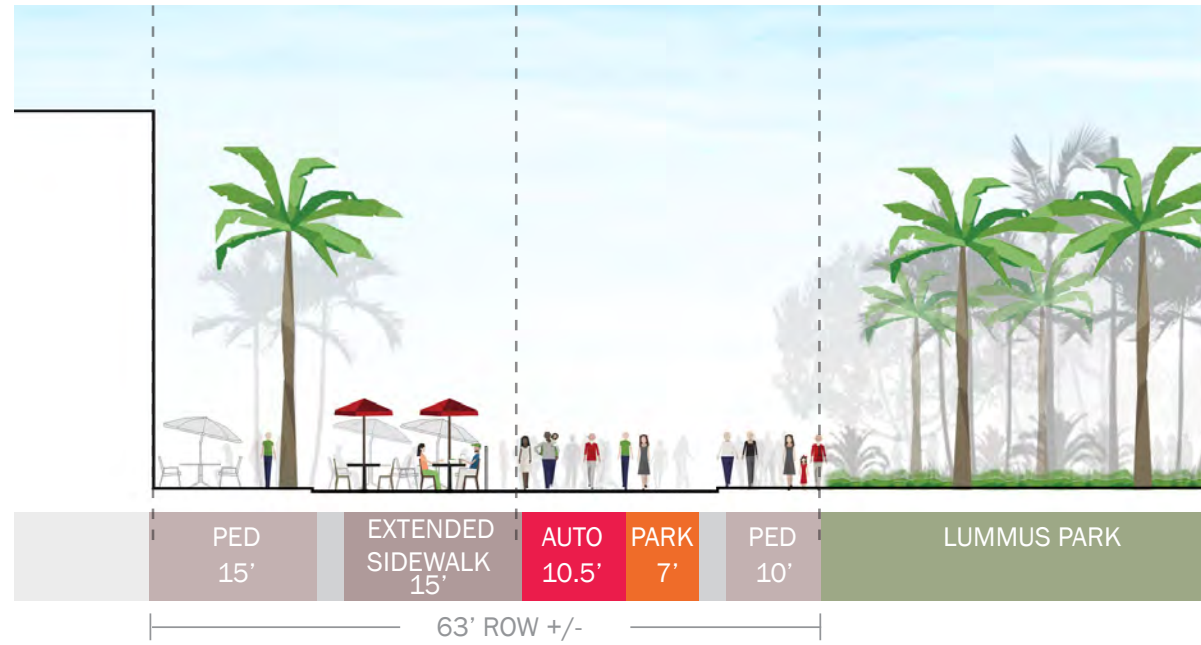 PED
15’
EXTENDED
SIDEWALK
15’
AUTO
10.5’
PARK
7’
PED
10’
LUMMUS PARK
63’ ROW +/-